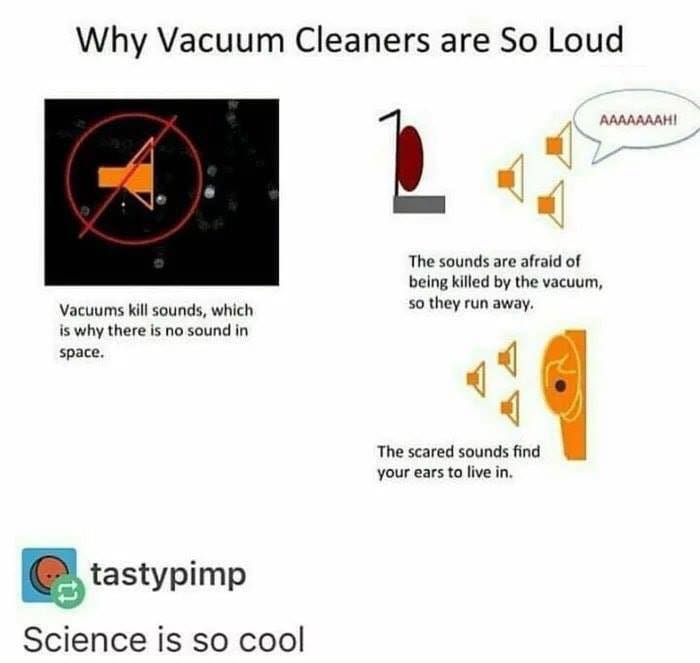 Why Vacuum Cleaners are So Loud
AAAAAAAH!
The sounds are afraid of
being killed by the vacuum,
so they run away.
Vacuums kill sounds, which
is why there is no sound in
space.
The scared sounds find
your ears to live in.
tastypimp
Science is so cool